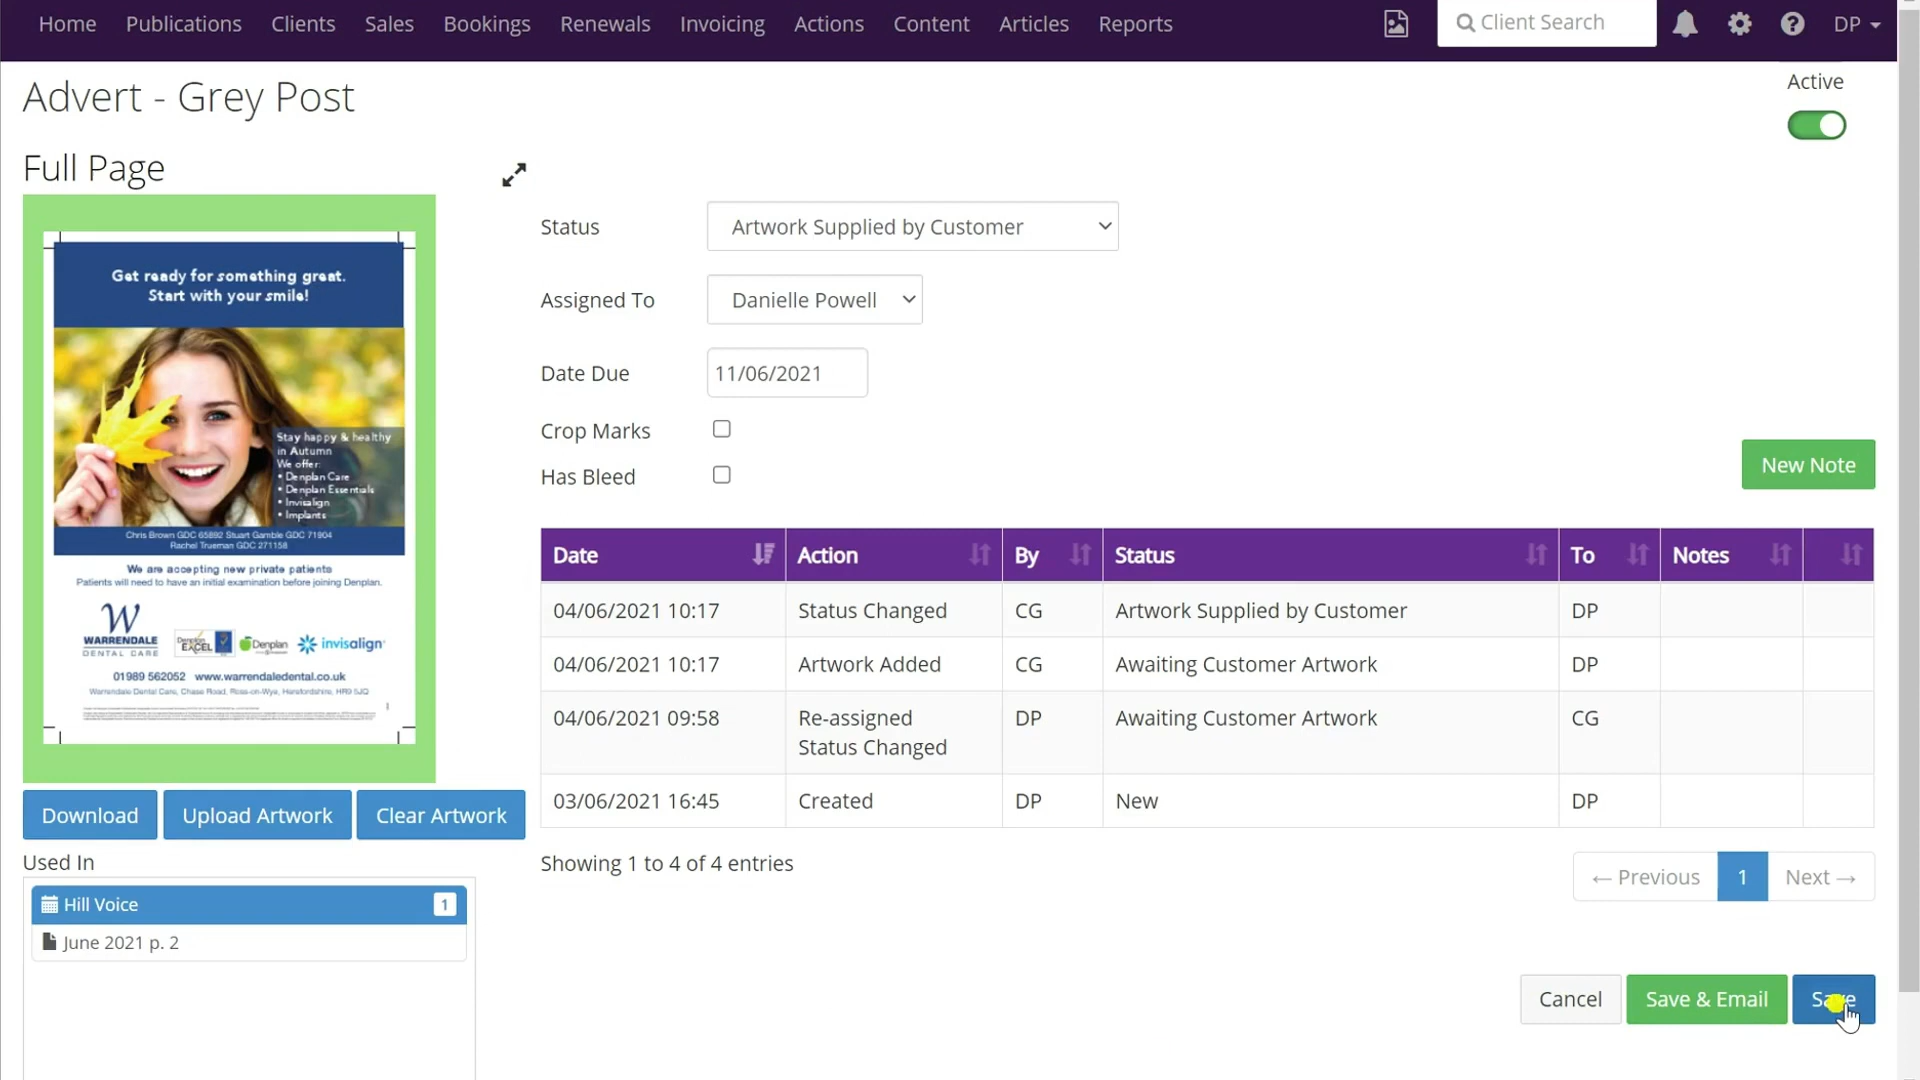 Home Publications Clients Sales Bookings Renewals Invoicing Actions Content Articles Reports Client Search DP
Advert - Grey Post
Active
Full Page
Get ready for something great.
Start with your smile!
Stay happy & healthy
in Autumn
We offer:
• Denplan Care
• Denplan Essentials
• Invisalign
• Implants
Chris Brown GDC 65892 Stuart Gamble GDC 71904
Rachel Trueman GDC 271158
We are accepting new private patients
Patients will need to have an initial examination before joining Denplan.
W
WARRENDALE
DENTAL CARE
Denplan
EXCEL
Denplan
invisalign
01989 562052 www.warrendaledental.co.uk
Warrendale Dental Care, Chase Road, Ross-on-Wye, Herefordshire, HR9 5JQ
Download Upload Artwork Clear Artwork
Used In
Hill Voice 1
June 2021 p. 2
Status Artwork Supplied by Customer
Assigned To Danielle Powell
Date Due 11/06/2021
Crop Marks
Has Bleed
New Note
Date Action By Status To Notes
04/06/2021 10:17 Status Changed CG Artwork Supplied by Customer DP
04/06/2021 10:17 Artwork Added CG Awaiting Customer Artwork DP
04/06/2021 09:58 Re-assigned DP Awaiting Customer Artwork CG
Status Changed
03/06/2021 16:45 Created DP New DP
Showing 1 to 4 of 4 entries
← Previous 1 Next →
Cancel Save & Email Save